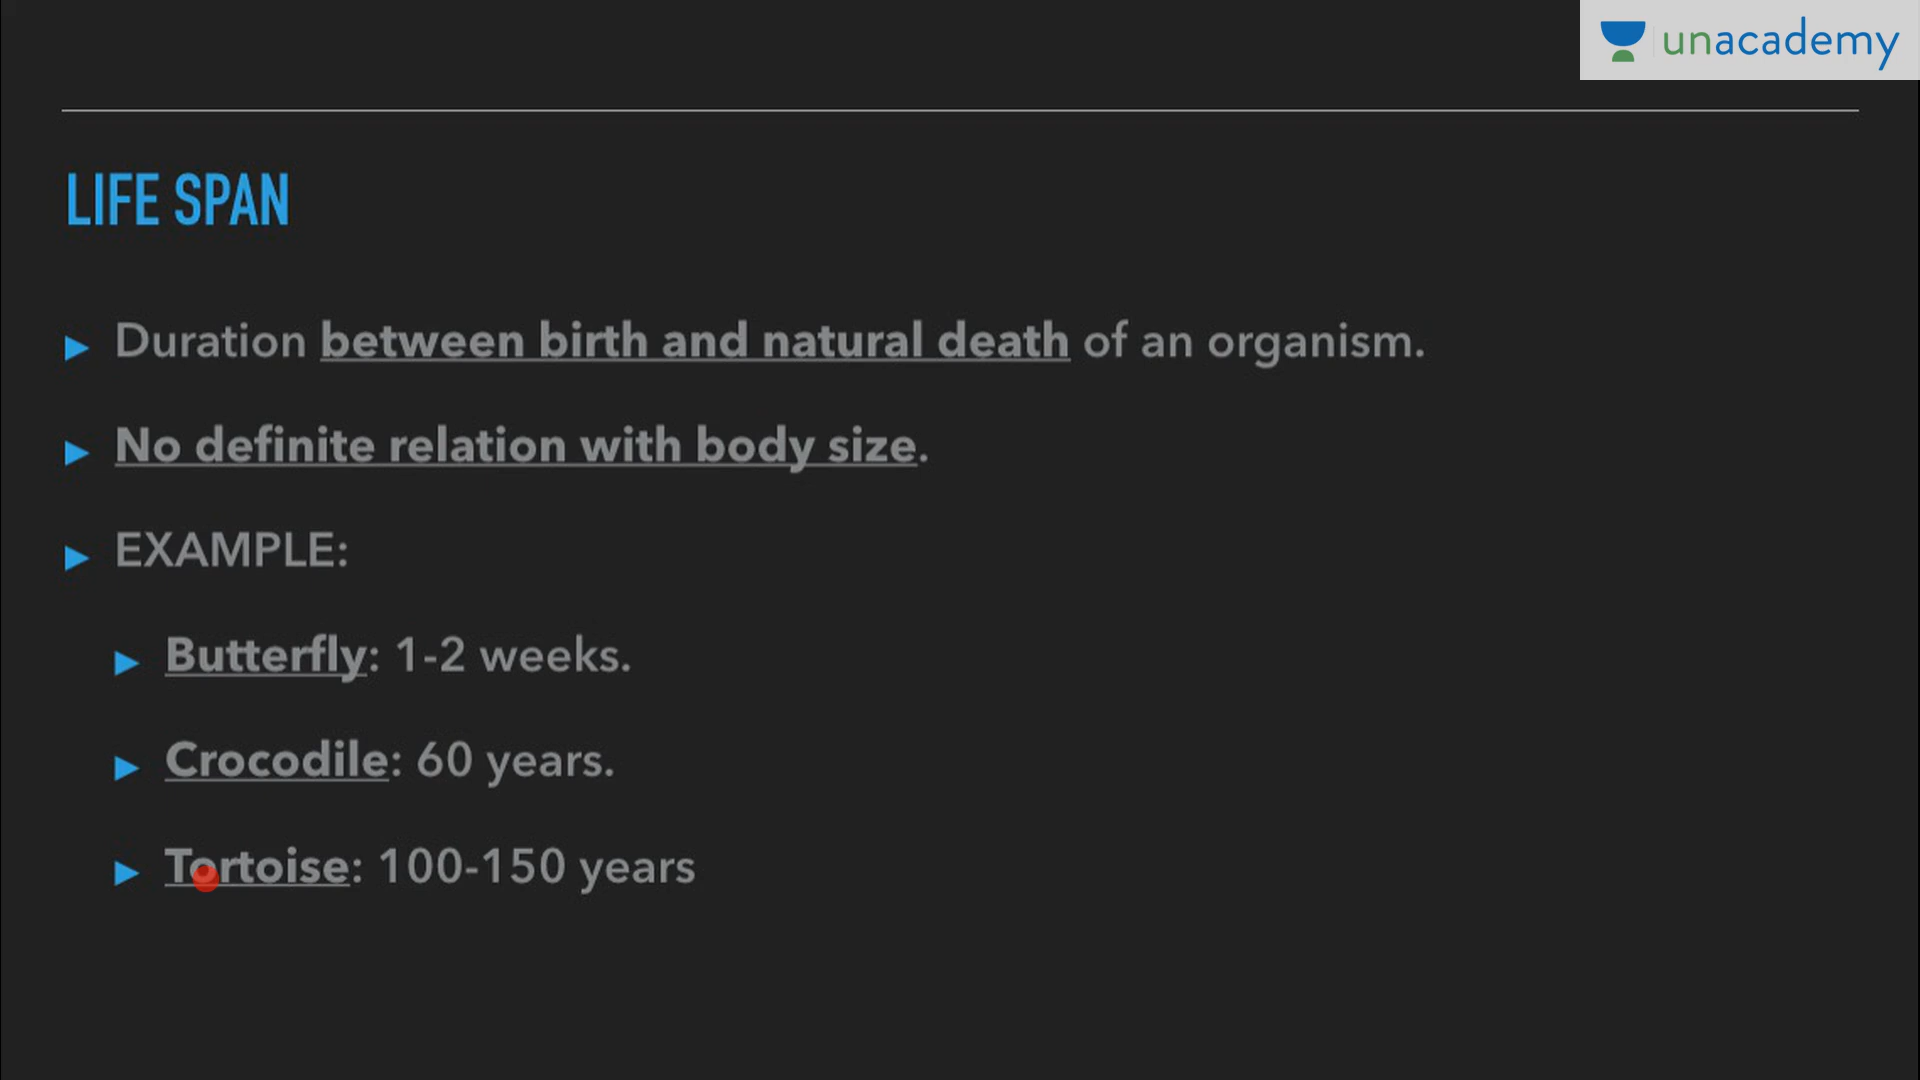 unacademy
LIFE SPAN
▶ Duration between birth and natural death of an organism.
▶ No definite relation with body size.
▶ EXAMPLE:
▶ Butterfly: 1-2 weeks.
▶ Crocodile: 60 years.
▶ Tortoise: 100-150 years